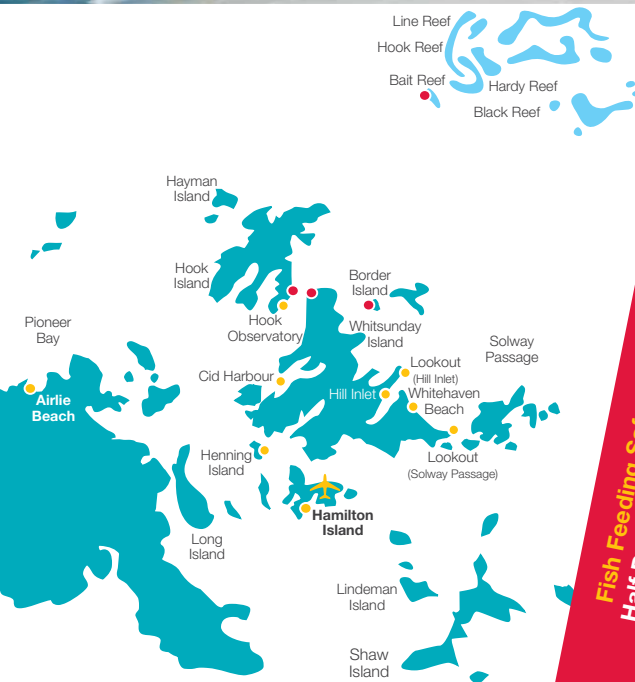 Line Reef
Hook Reef
Bait Reef
Hardy Reef
Black Reef
Hayman
Island
Hook
Island
Border
Island
Pioneer
Bay
Hook
Observatory
Whitsunday
Island
Solway
Passage
Cid Harbour
Lookout
(Hill Inlet)
Hill Inlet
Whitehaven
Beach
Airlie
Beach
Henning
Island
Lookout
(Solway Passage)
Hamilton
Island
Long
Island
Lindeman
Island
Shaw
Island
Fish Feeding
Half